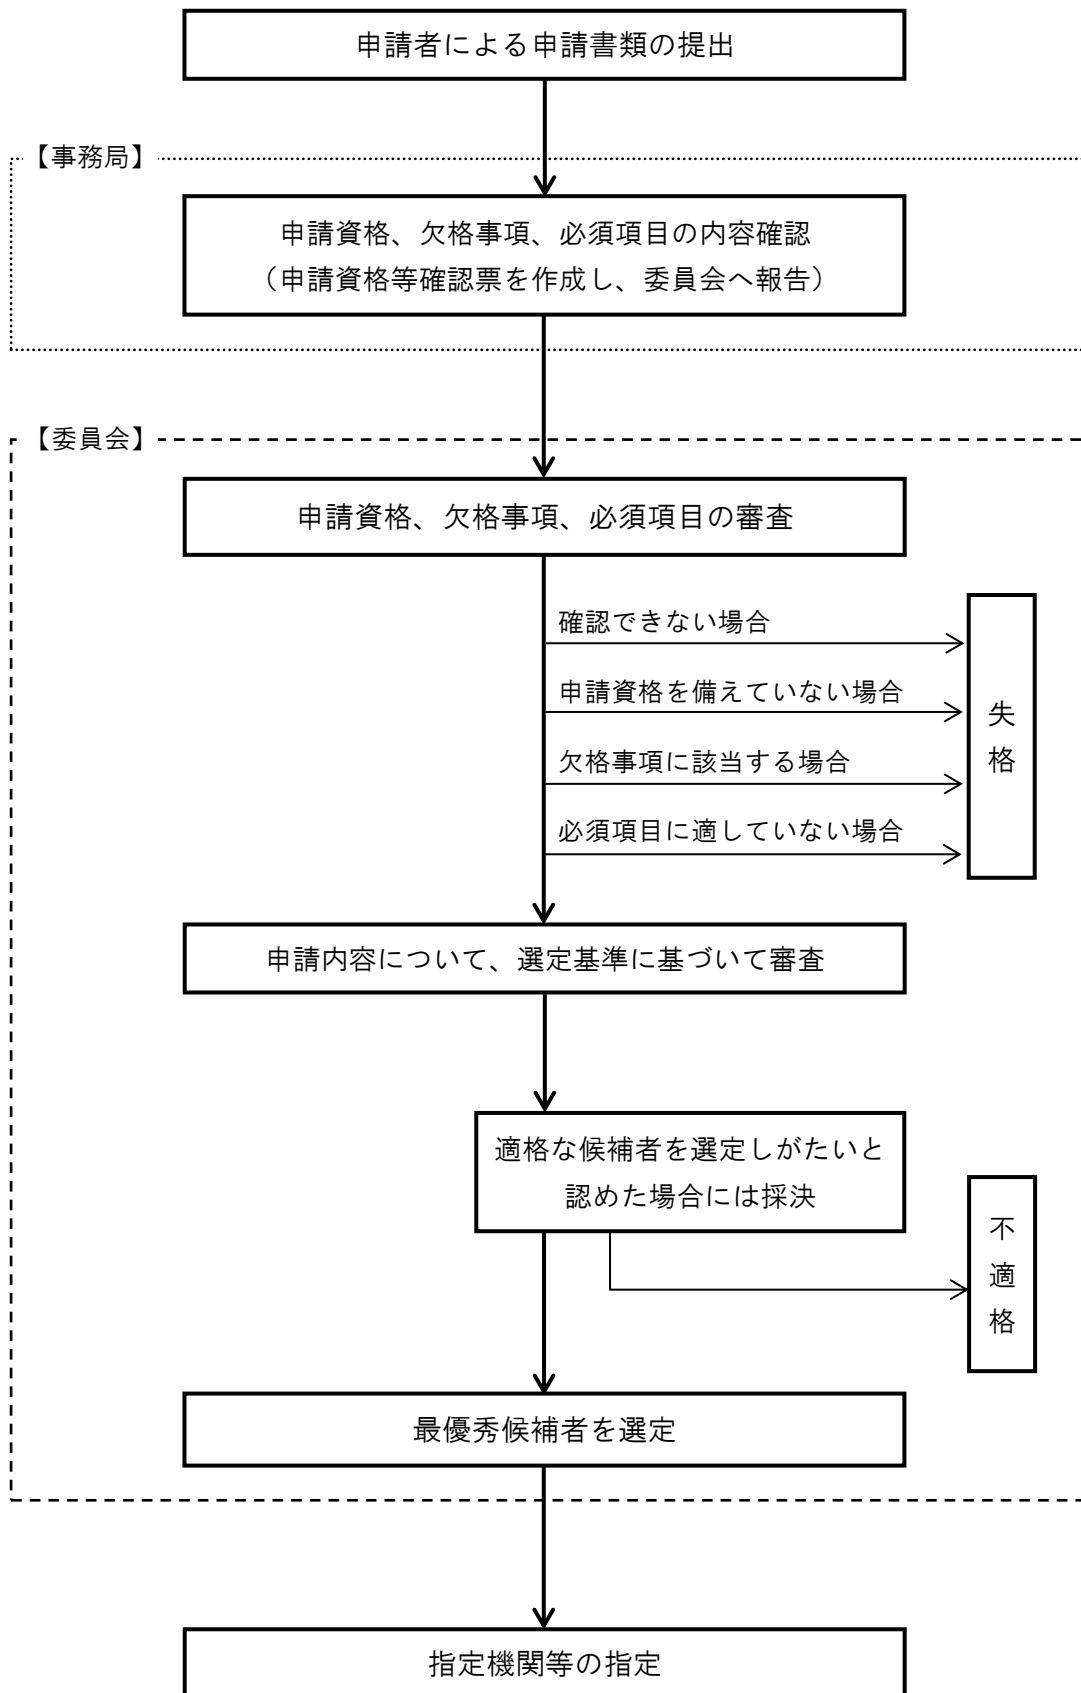 申請者による申請書類の提出
【事務局】
申請資格、欠格事項、必須項目の内容確認
（申請資格等確認票を作成し、委員会へ報告）
【委員会】
申請資格、欠格事項、必須項目の審査
確認できない場合
申請資格を備えていない場合
欠格事項に該当する場合
必須項目に適していない場合
失格
申請内容について、選定基準に基づいて審査
適格な候補者を選定しがたいと
認めた場合には採決
不適格
最優秀候補者を選定
指定機関等の指定